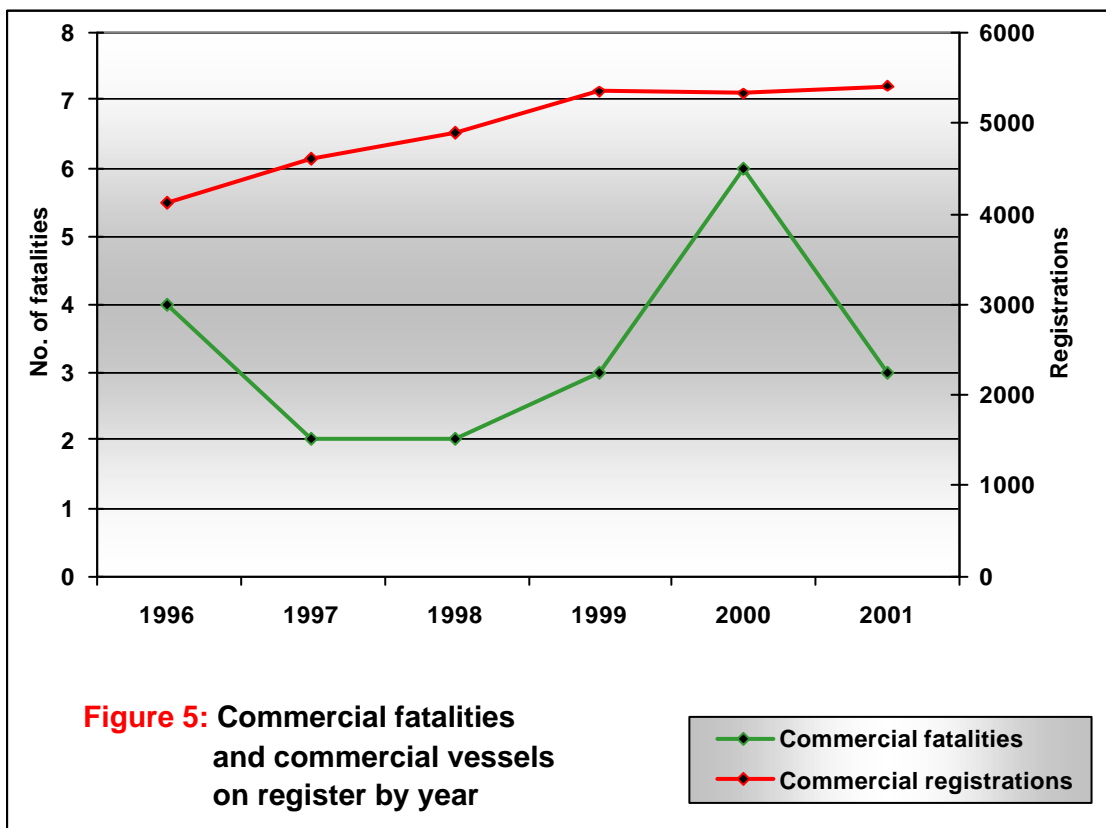 8
7
6
5
4
3
2
1
0
No. of fatalities
6000
5000
4000
3000
2000
1000
0
Registrations
1996 1997 1998 1999 2000 2001
Figure 5: Commercial fatalities
and commercial vessels
on register by year
Commercial fatalities
Commercial registrations